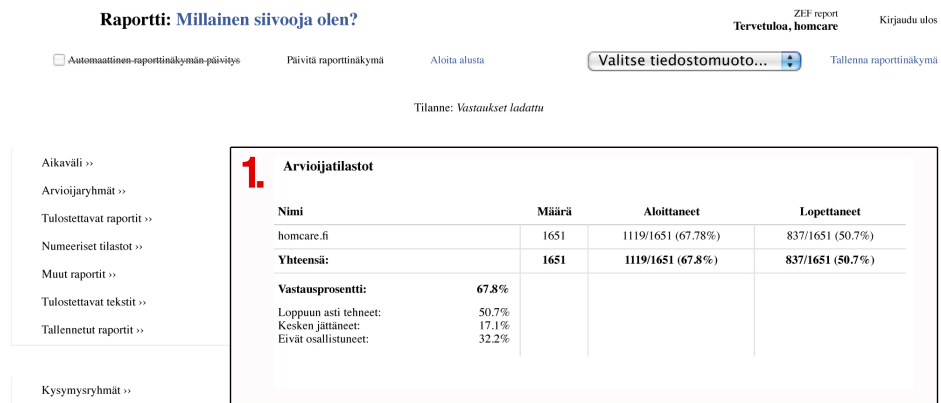 Raportti: Millainen siivooja olen?
ZEF report
Tervetuloa, homcare
Kirjaudu ulos
Automaattinen raporttinäkymän päivitys
Päivitä raporttinäkymä
Aloita alusta
Valitse tiedostomuoto...
Tallenna raporttinäkymä
Tilanne: Vastaukset ladattu
Aikaväli ››
Arvioijaryhmät ››
Tulostettavat raportit ››
Numeeriset tilastot ››
Muut raportit ››
Tulostettavat tekstit ››
Tallennetut raportit ››
Kysymysryhmät ››
1.
Arvioijatilastot
Nimi Määrä Aloittaneet Lopettaneet
homcare.fi 1651 1119/1651 (67.78%) 837/1651 (50.7%)
Yhteensä: 1651 1119/1651 (67.8%) 837/1651 (50.7%)
Vastausprosentti: 67.8%
Loppuun asti tehneet: 50.7%
Kesken jättäneet: 17.1%
Eivät osallistuneet: 32.2%